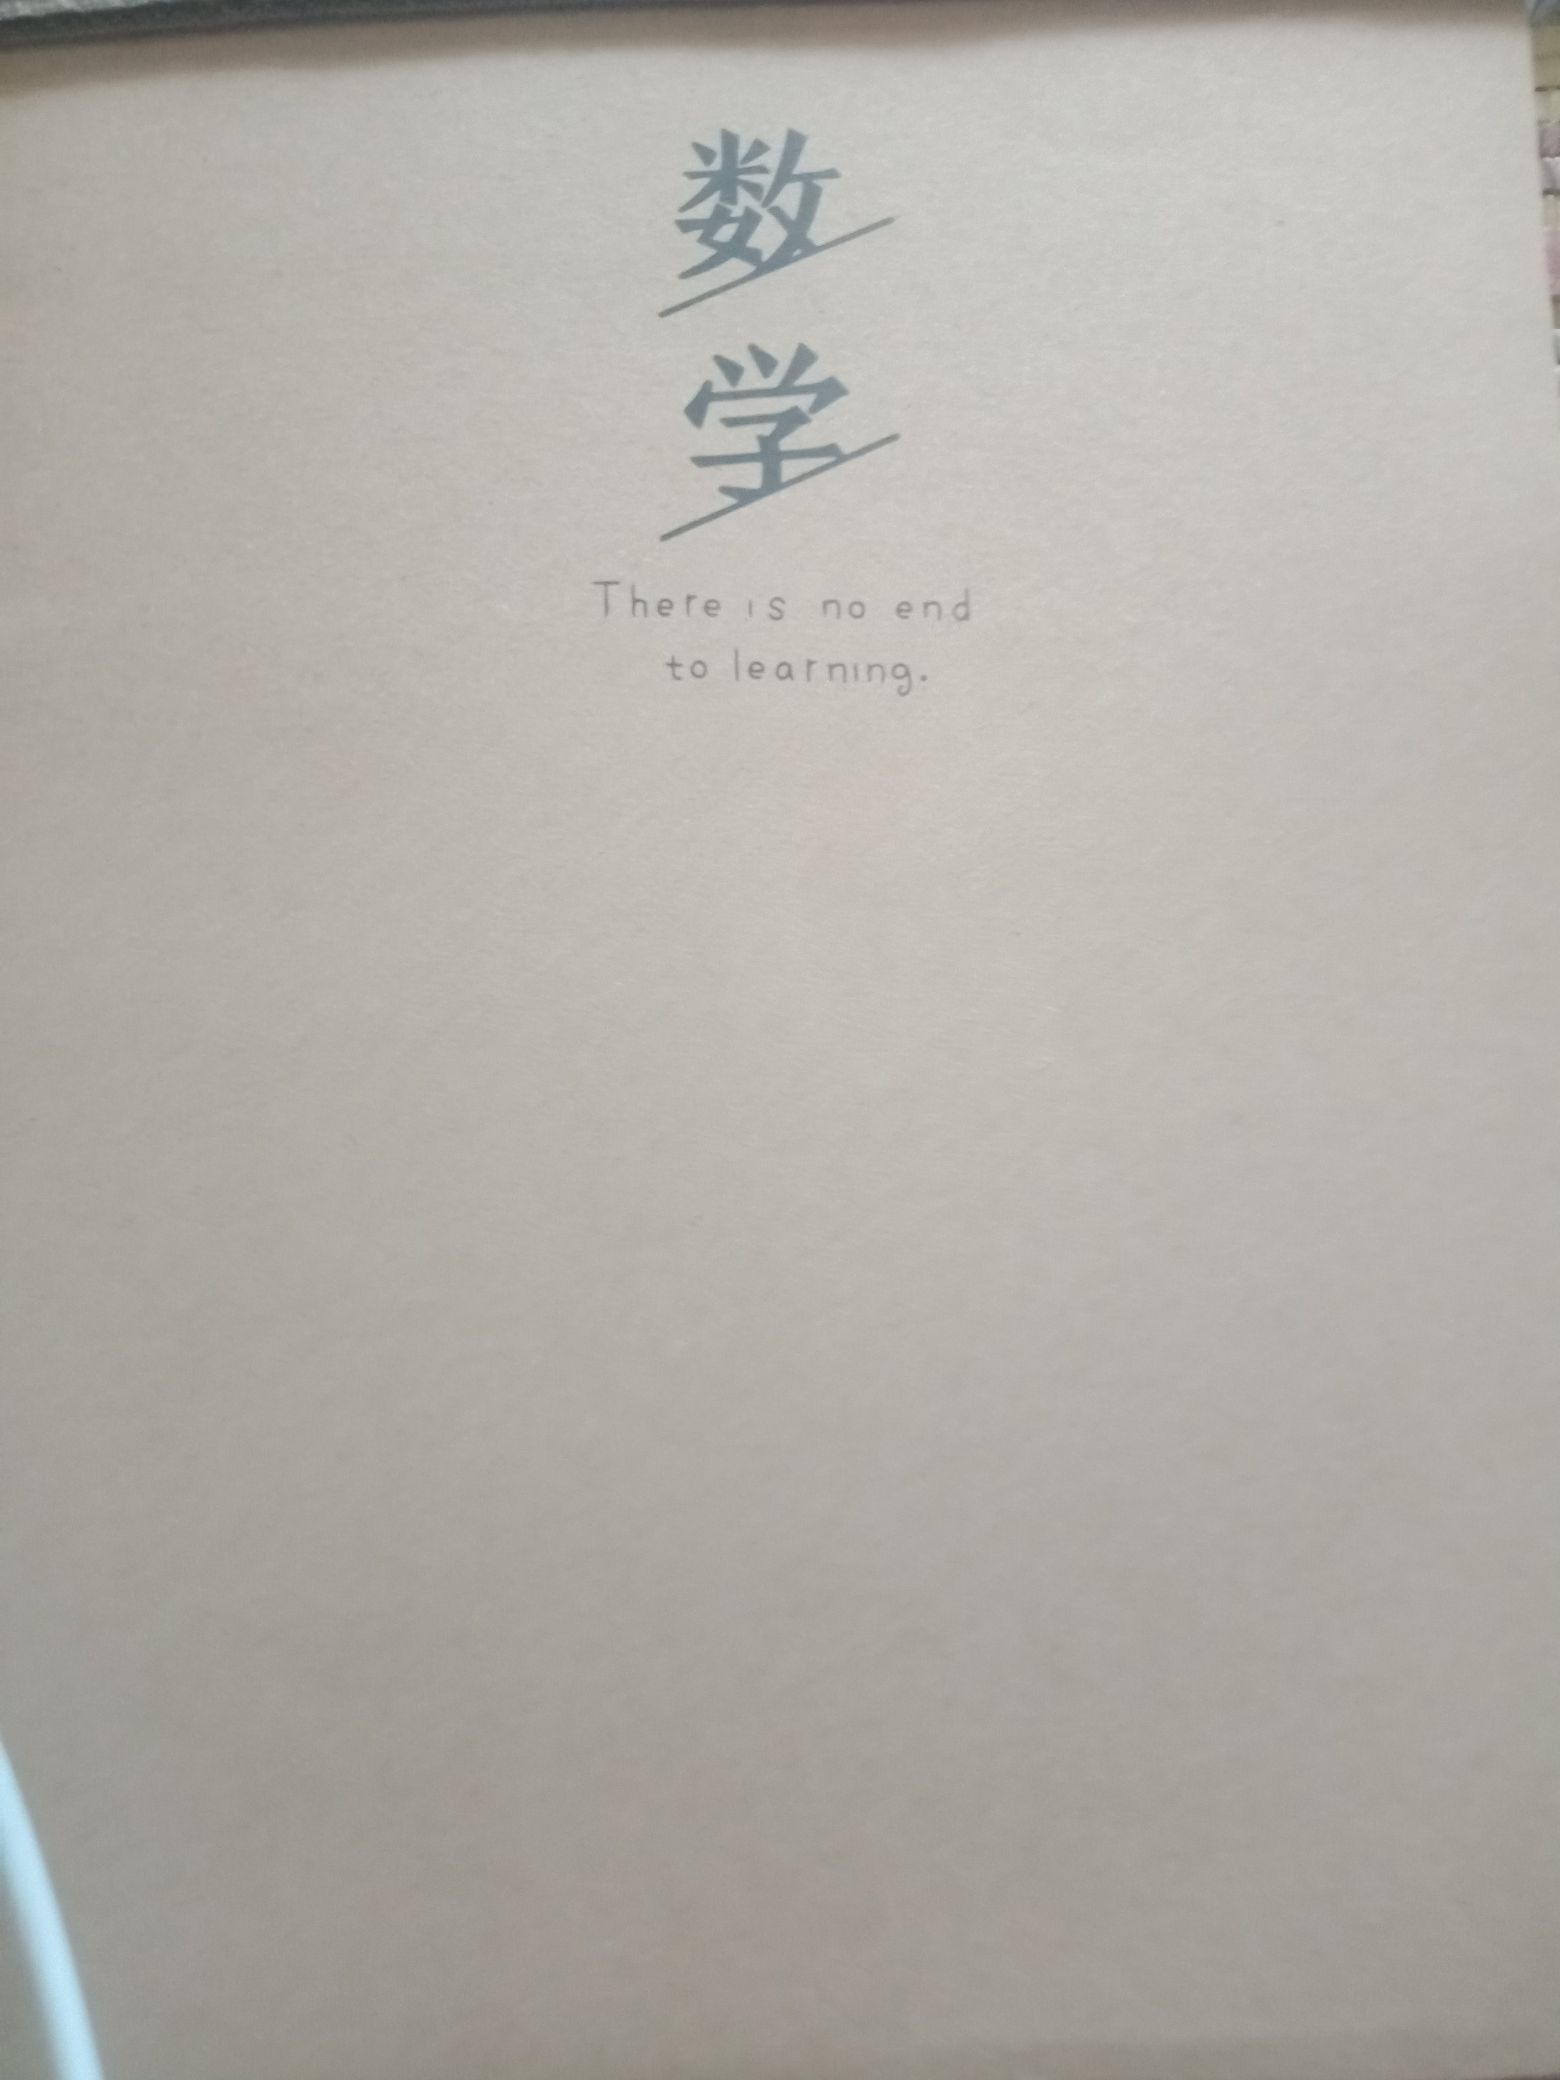 数
学
There is no end
to learning.